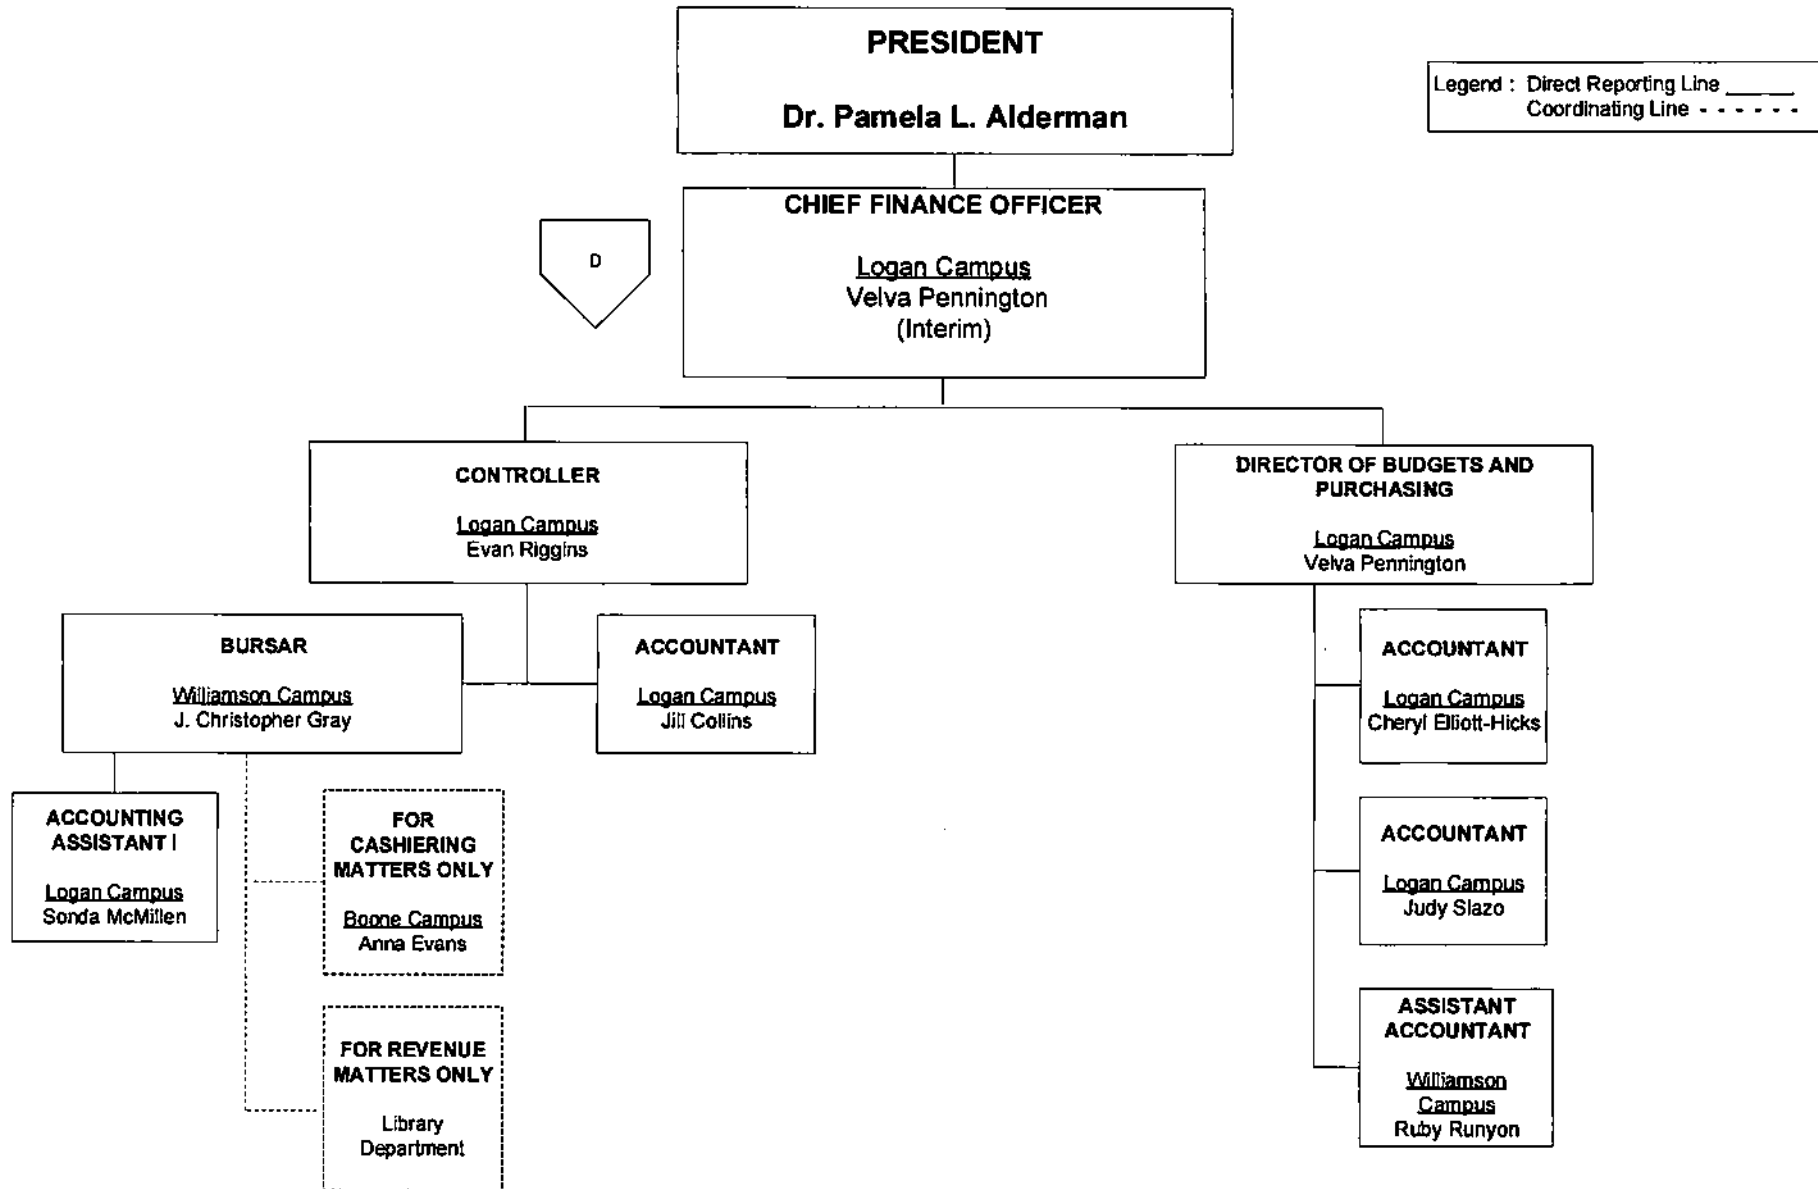 PRESIDENT
Dr. Pamela L. Alderman
Legend : Direct Reporting Line ______
Coordinating Line - - - - - -
CHIEF FINANCE OFFICER
Logan Campus
Velva Pennington
(Interim)
D
CONTROLLER
Logan Campus
Evan Riggins
DIRECTOR OF BUDGETS AND
PURCHASING
Logan Campus
Velva Pennington
BURSAR
Williamson Campus
J. Christopher Gray
ACCOUNTANT
Logan Campus
Jill Collins
ACCOUNTANT
Logan Campus
Cheryl Elliott-Hicks
ACCOUNTING
ASSISTANT I
Logan Campus
Sonda McMillen
FOR
CASHIERING
MATTERS ONLY
Boone Campus
Anna Evans
ACCOUNTANT
Logan Campus
Judy Slazo
FOR REVENUE
MATTERS ONLY
Library
Department
ASSISTANT
ACCOUNTANT
Williamson
Campus
Ruby Runyon